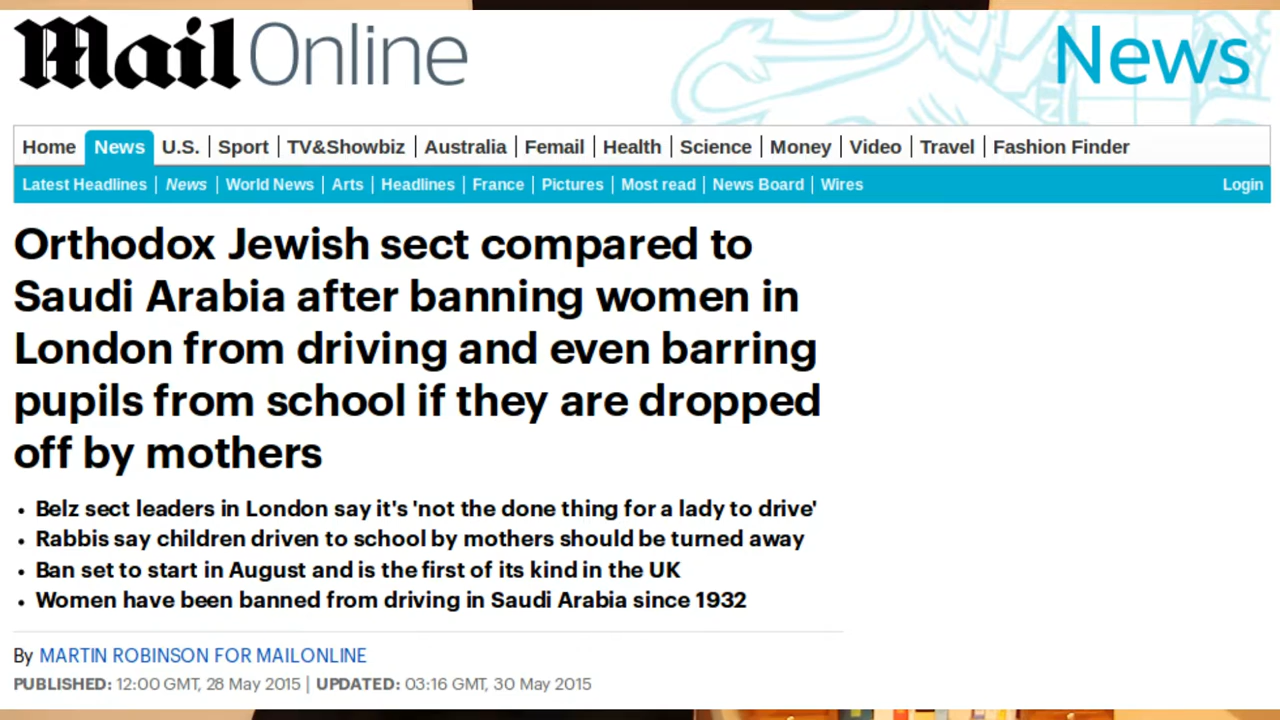 Mail Online
News
Home News U.S. Sport TV&Showbiz Australia Femail Health Science Money Video Travel Fashion Finder
Latest Headlines News World News Arts Headlines France Pictures Most read News Board Wires Login
Orthodox Jewish sect compared to
Saudi Arabia after banning women in
London from driving and even barring
pupils from school if they are dropped
off by mothers
• Belz sect leaders in London say it's 'not the done thing for a lady to drive'
• Rabbis say children driven to school by mothers should be turned away
• Ban set to start in August and is the first of its kind in the UK
• Women have been banned from driving in Saudi Arabia since 1932
By MARTIN ROBINSON FOR MAILONLINE
PUBLISHED: 12:00 GMT, 28 May 2015 | UPDATED: 03:16 GMT, 30 May 2015